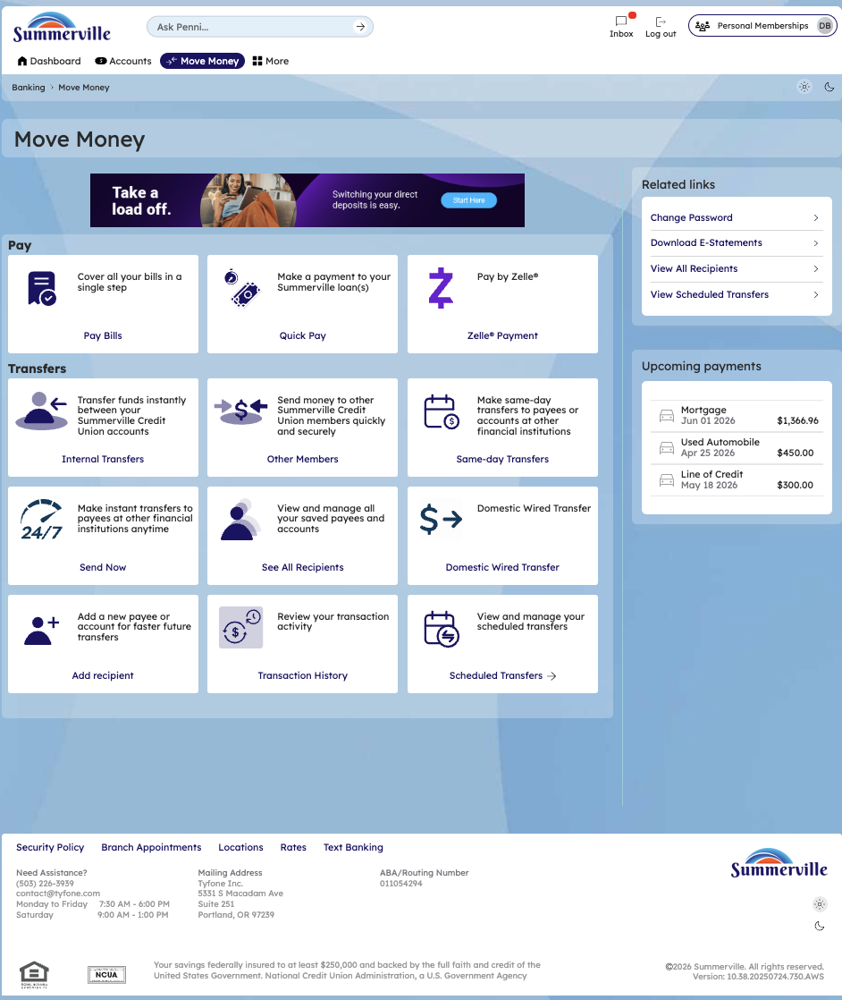 Summerville
Ask Penni...
Inbox
Log out
Personal Memberships
DB
Dashboard
Accounts
Move Money
More
Banking
Move Money
Move Money
Take a
load off.
Switching your direct
deposits is easy.
Start Here
Pay
Cover all your bills in a
single step
Pay Bills
Make a payment to your
Summerville loan(s)
Quick Pay
Pay by Zelle®
Zelle® Payment
Transfers
Transfer funds instantly
between your
Summerville Credit
Union accounts
Internal Transfers
Send money to other
Summerville Credit
Union members quickly
and securely
Other Members
Make same-day
transfers to payees or
accounts at other
financial institutions
Same-day Transfers
24/7
Make instant transfers to
payees at other financial
institutions anytime
Send Now
View and manage all
your saved payees and
accounts
See All Recipients
Domestic Wired Transfer
Domestic Wired Transfer
Add a new payee or
account for faster future
transfers
Add recipient
Review your transaction
activity
Transaction History
View and manage your
scheduled transfers
Scheduled Transfers
Related links
Change Password
Download E-Statements
View All Recipients
View Scheduled Transfers
Upcoming payments
Mortgage
Jun 01 2026 $1,366.96
Used Automobile
Apr 25 2026 $450.00
Line of Credit
May 18 2026 $300.00
Security Policy
Branch Appointments
Locations
Rates
Text Banking
Need Assistance?
(503) 226-3939
contact@tyfone.com
Monday to Friday 7:30 AM - 6:00 PM
Saturday 9:00 AM - 1:00 PM
Mailing Address
Tyfone Inc.
5331 S Macadam Ave
Suite 251
Portland, OR 97239
ABA/Routing Number
011054294
Summerville
NCUA
Your savings federally insured to at least $250,000 and backed by the full faith and credit of the
United States Government. National Credit Union Administration, a U.S. Government Agency
©2026 Summerville. All rights reserved.
Version: 10.38.20250724.730.AWS